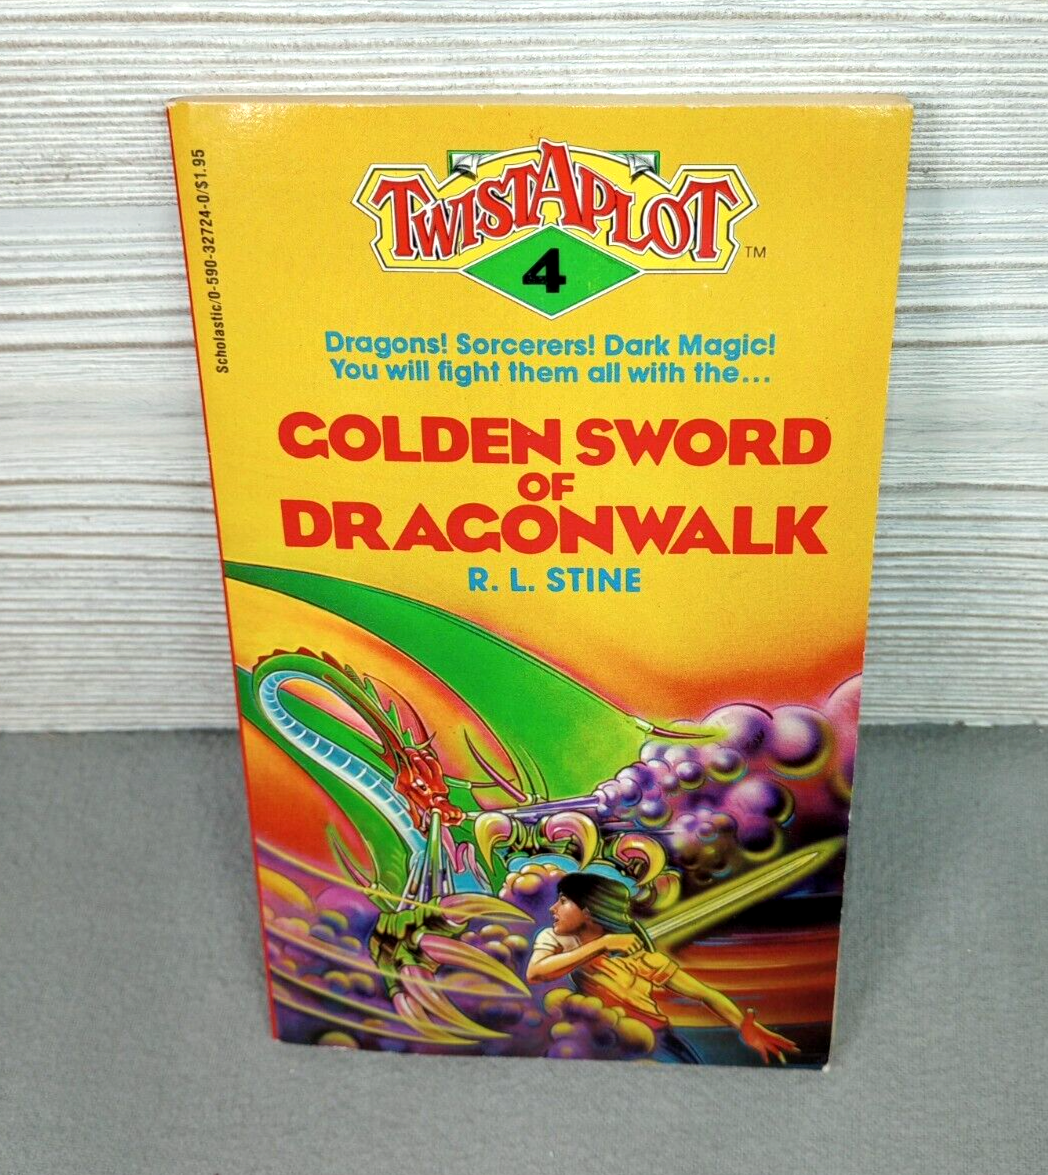 Scholastic/0-590-32724-0/$1.95
TWISTAPLOT
TM
4
Dragons! Sorcerers! Dark Magic!
You will fight them all with the...
GOLDEN SWORD
OF
DRAGONWALK
R. L. STINE